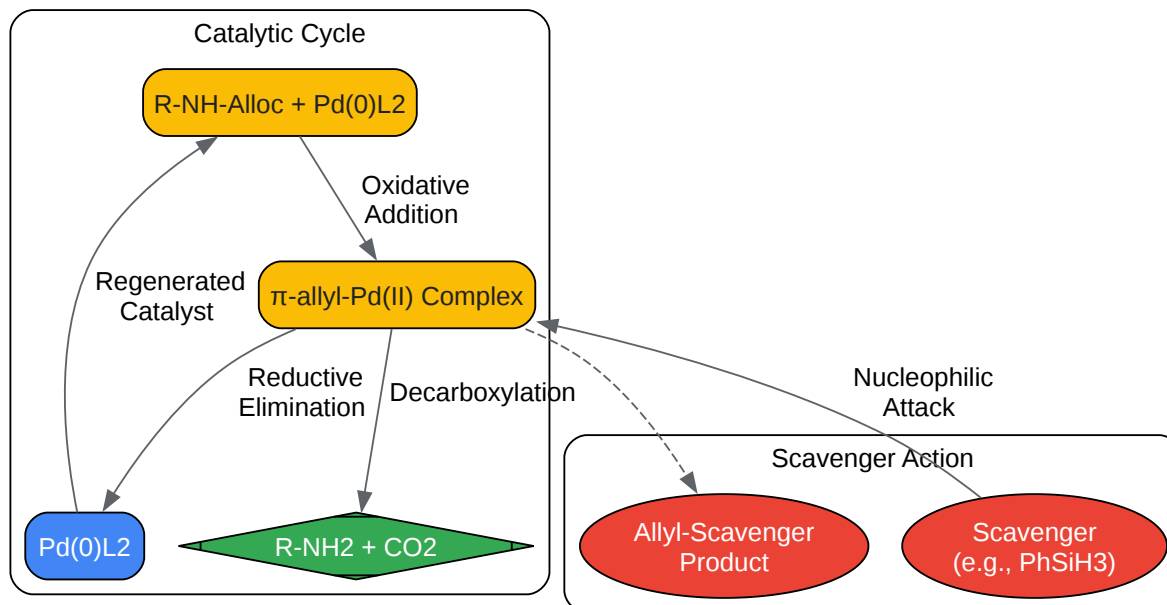 Catalytic Cycle
R-NH-Alloc + Pd(0)L2
Oxidative
Addition
Regenerated
Catalyst
π-allyl-Pd(II) Complex
Reductive
Elimination
Decarboxylation
Nucleophilic
Attack
Pd(0)L2
R-NH2 + CO2
Scavenger Action
Allyl-Scavenger
Product
Scavenger
(e.g., PhSiH3)